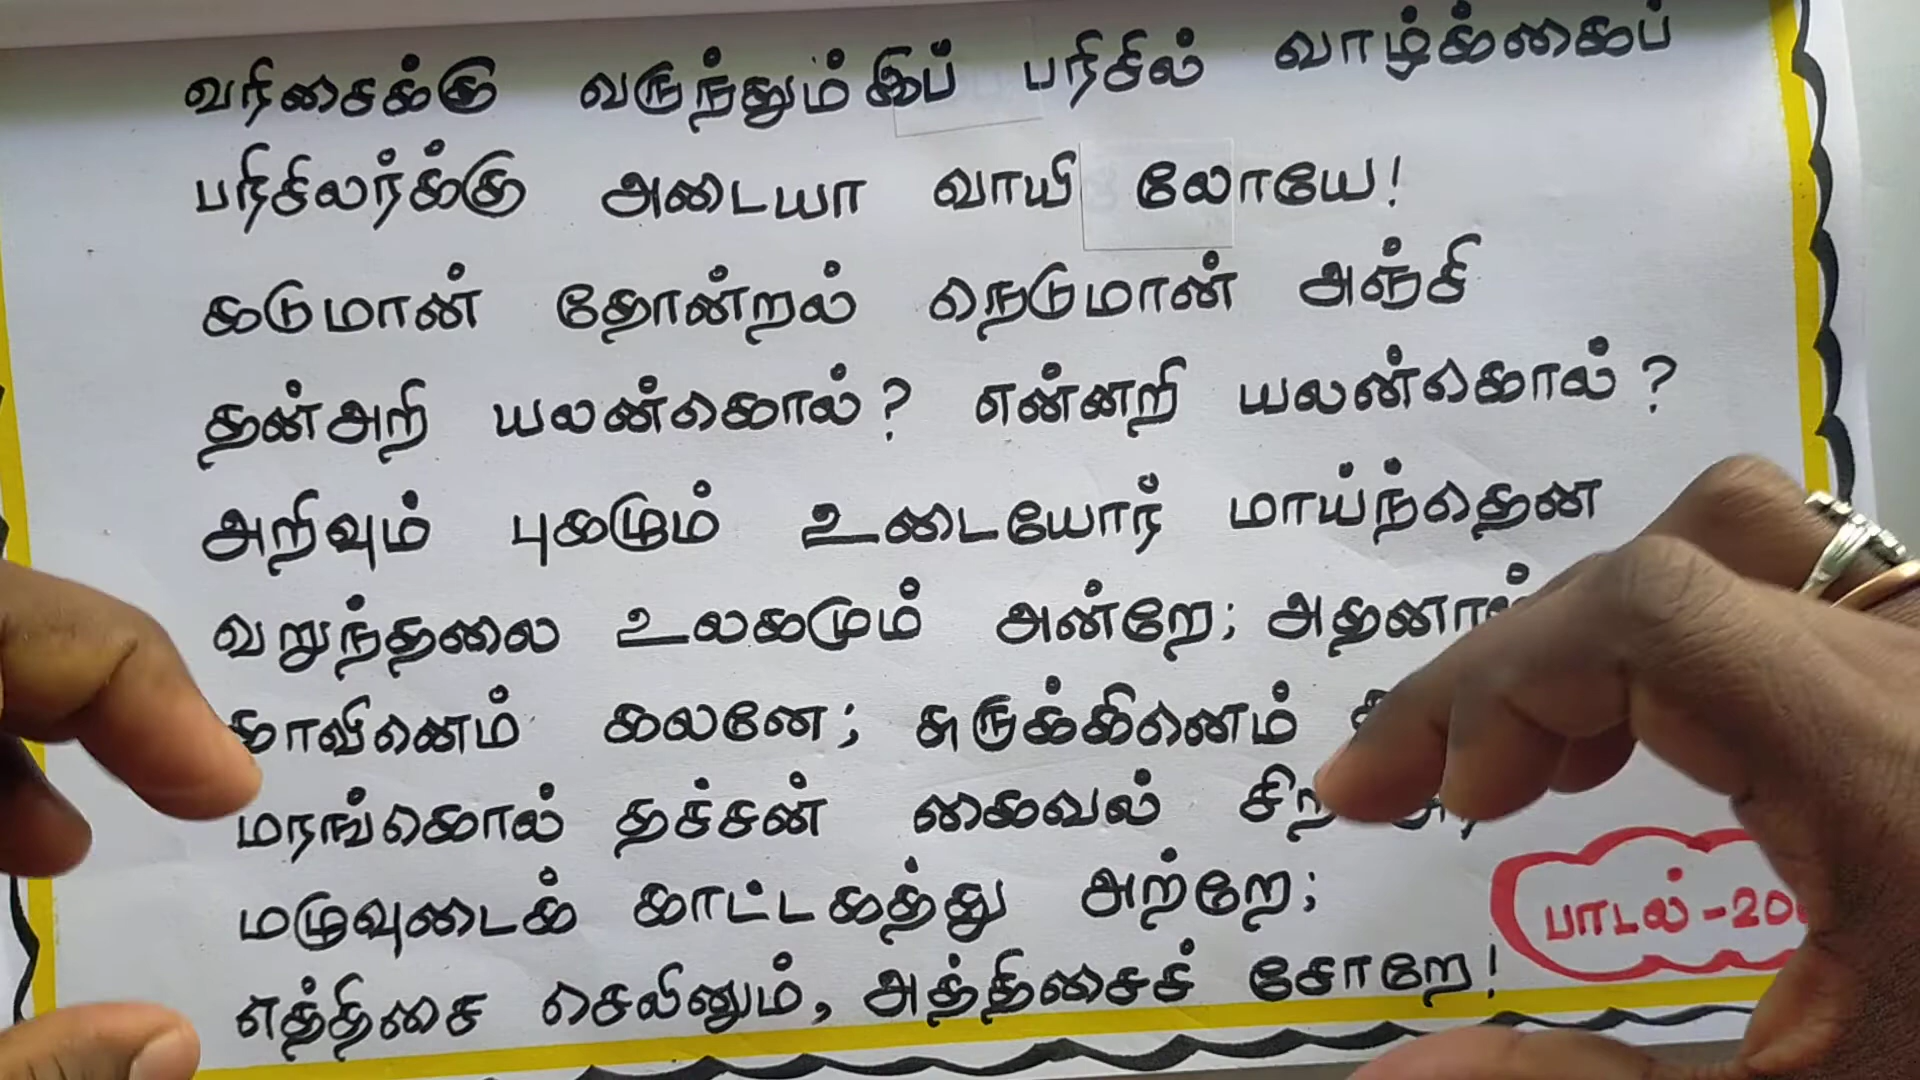 வரிசைக்கு வருந்தும்இப் பரிசில் வாழ்க்கைப்
பரிசிலர்க்கு அடையா வாயி லோயே!
கடுமான் தோன்றல் நெடுமான் அஞ்சி
தன்அறி யலன்கொல்? என்னறி யலன்கொல்?
அறிவும் புகழும் உடையோர் மாய்ந்தென
வறுந்தலை உலகமும் அன்றே; அதனால்
காவினெம் கலனே; சுருக்கினெம்
மரங்கொல் தச்சன் கைவல்
மழுவுடைக் காட்டகத்து அற்றே;
எத்திசை செலினும், அத்திசைச் சோறே!
பாடல் -20